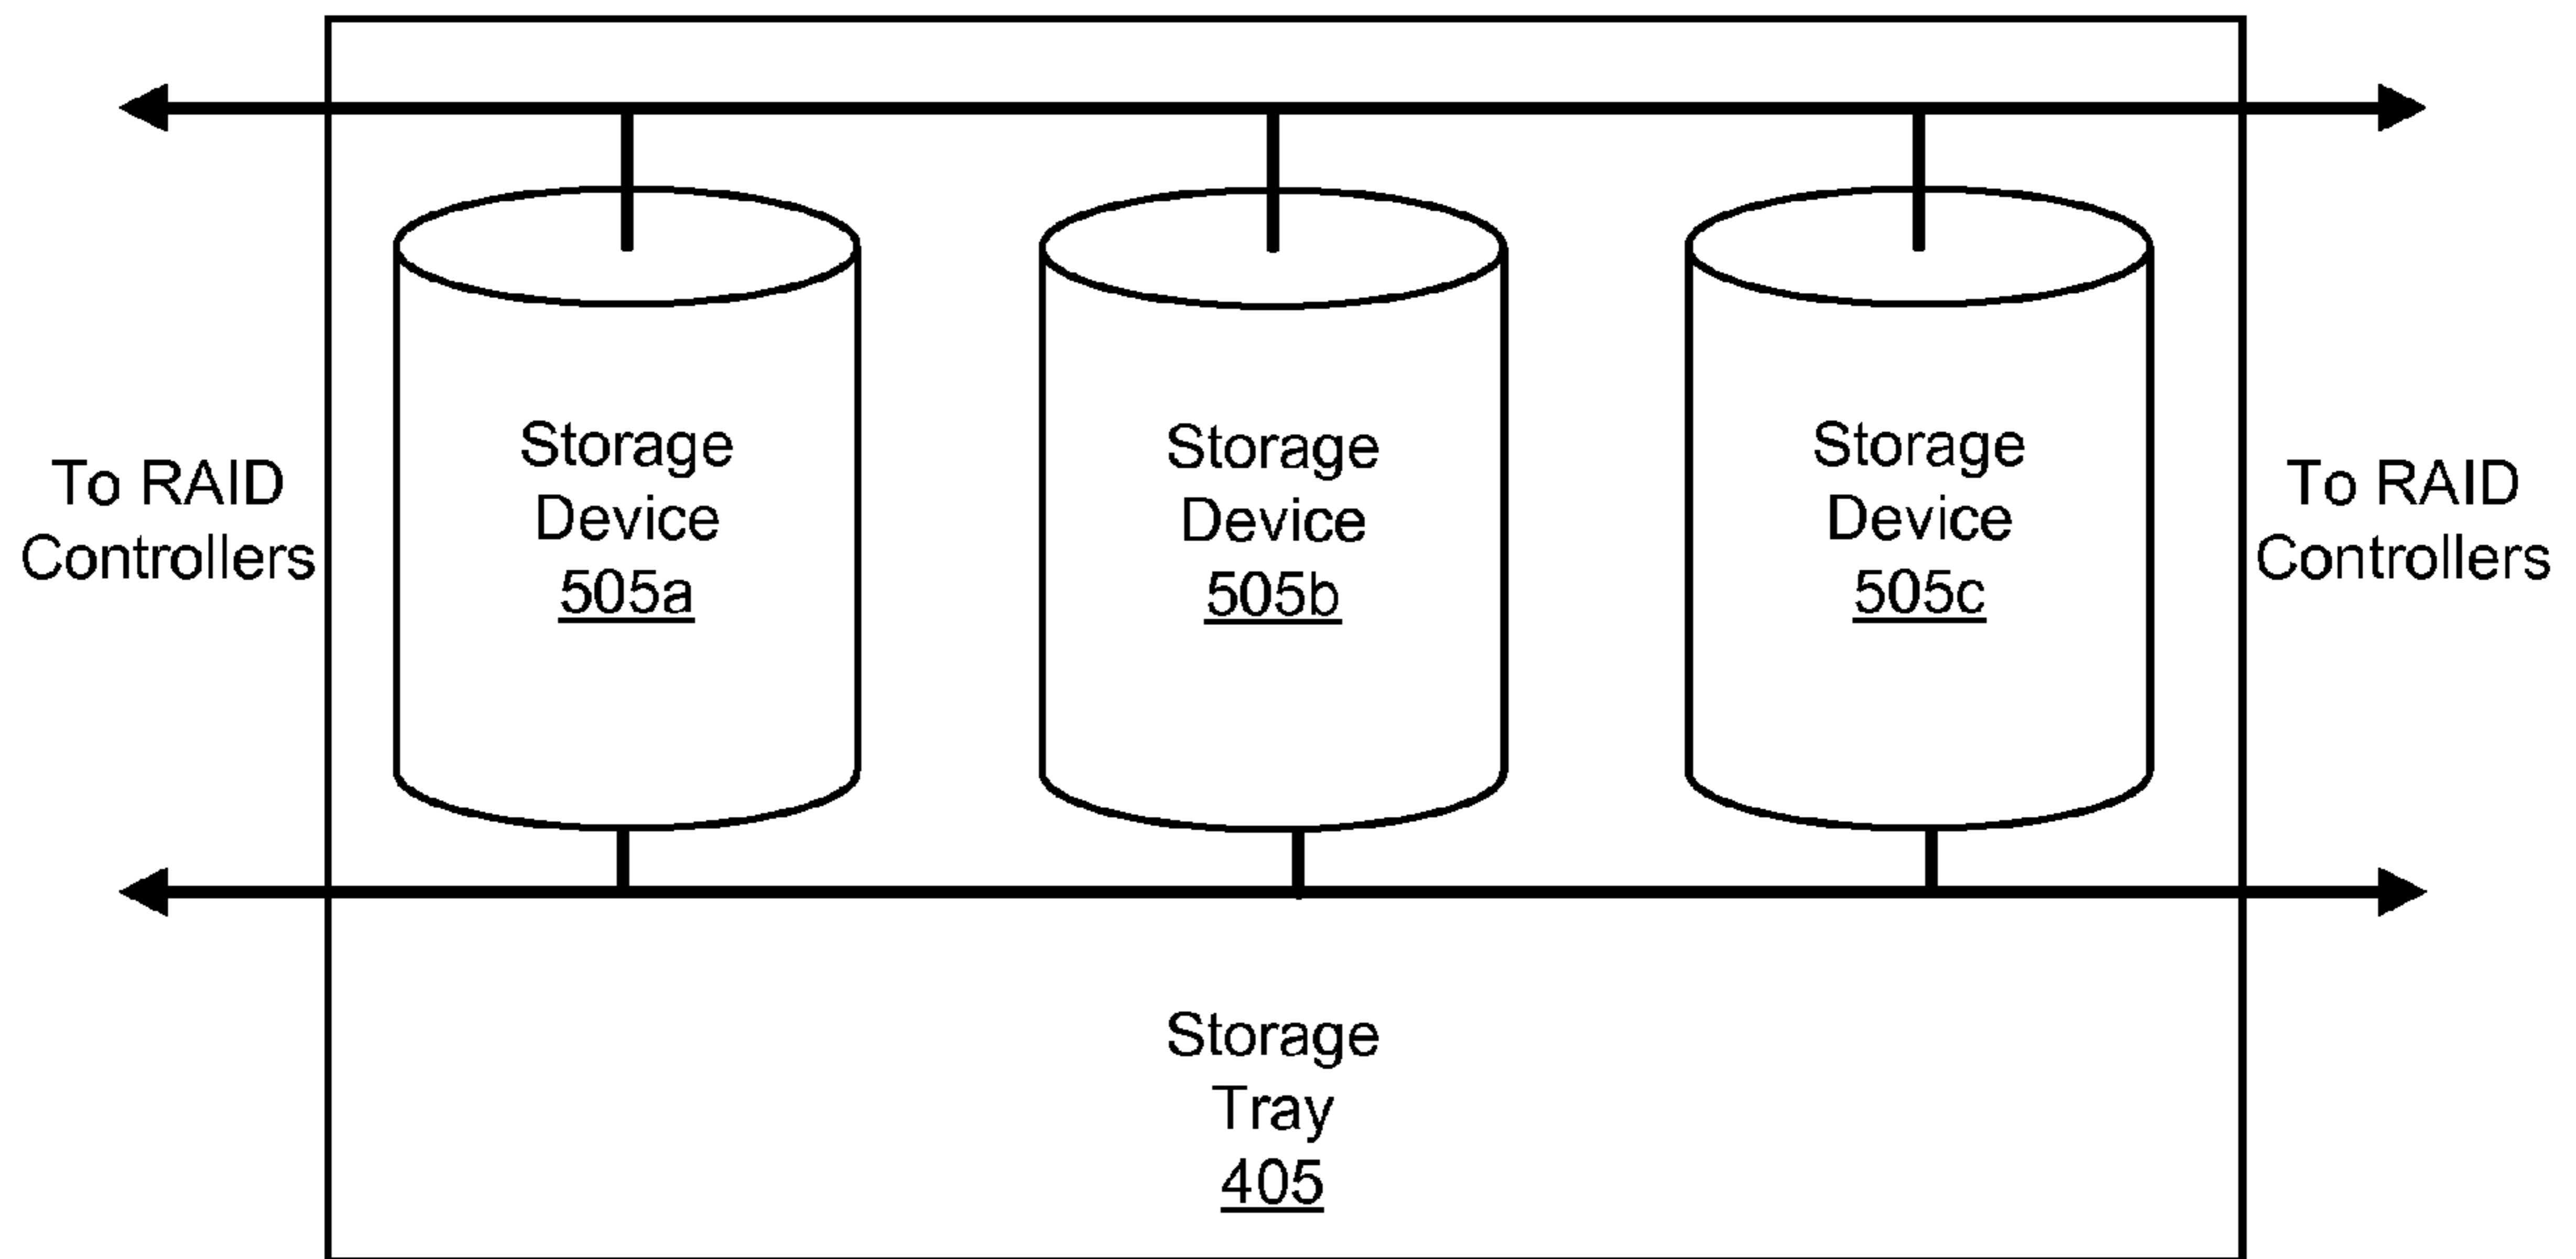 To RAID
Controllers
Storage
Device
505a
Storage
Device
505b
Storage
Device
505c
To RAID
Controllers
Storage
Tray
405